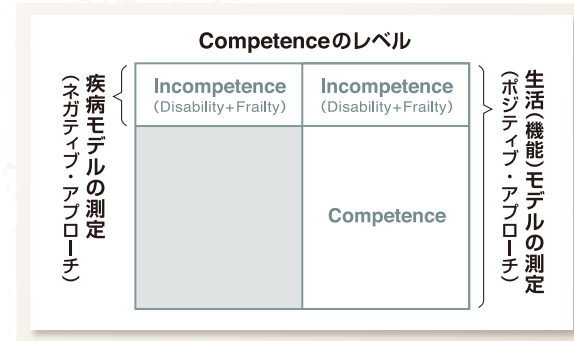 Competenceのレベル
疾病モデルの測定
（ネガティブ・アプローチ）
Incompetence
（Disability+Frailty）
Incompetence
（Disability+Frailty）
Competence
生活（機能）モデルの測定
（ポジティブ・アプローチ）